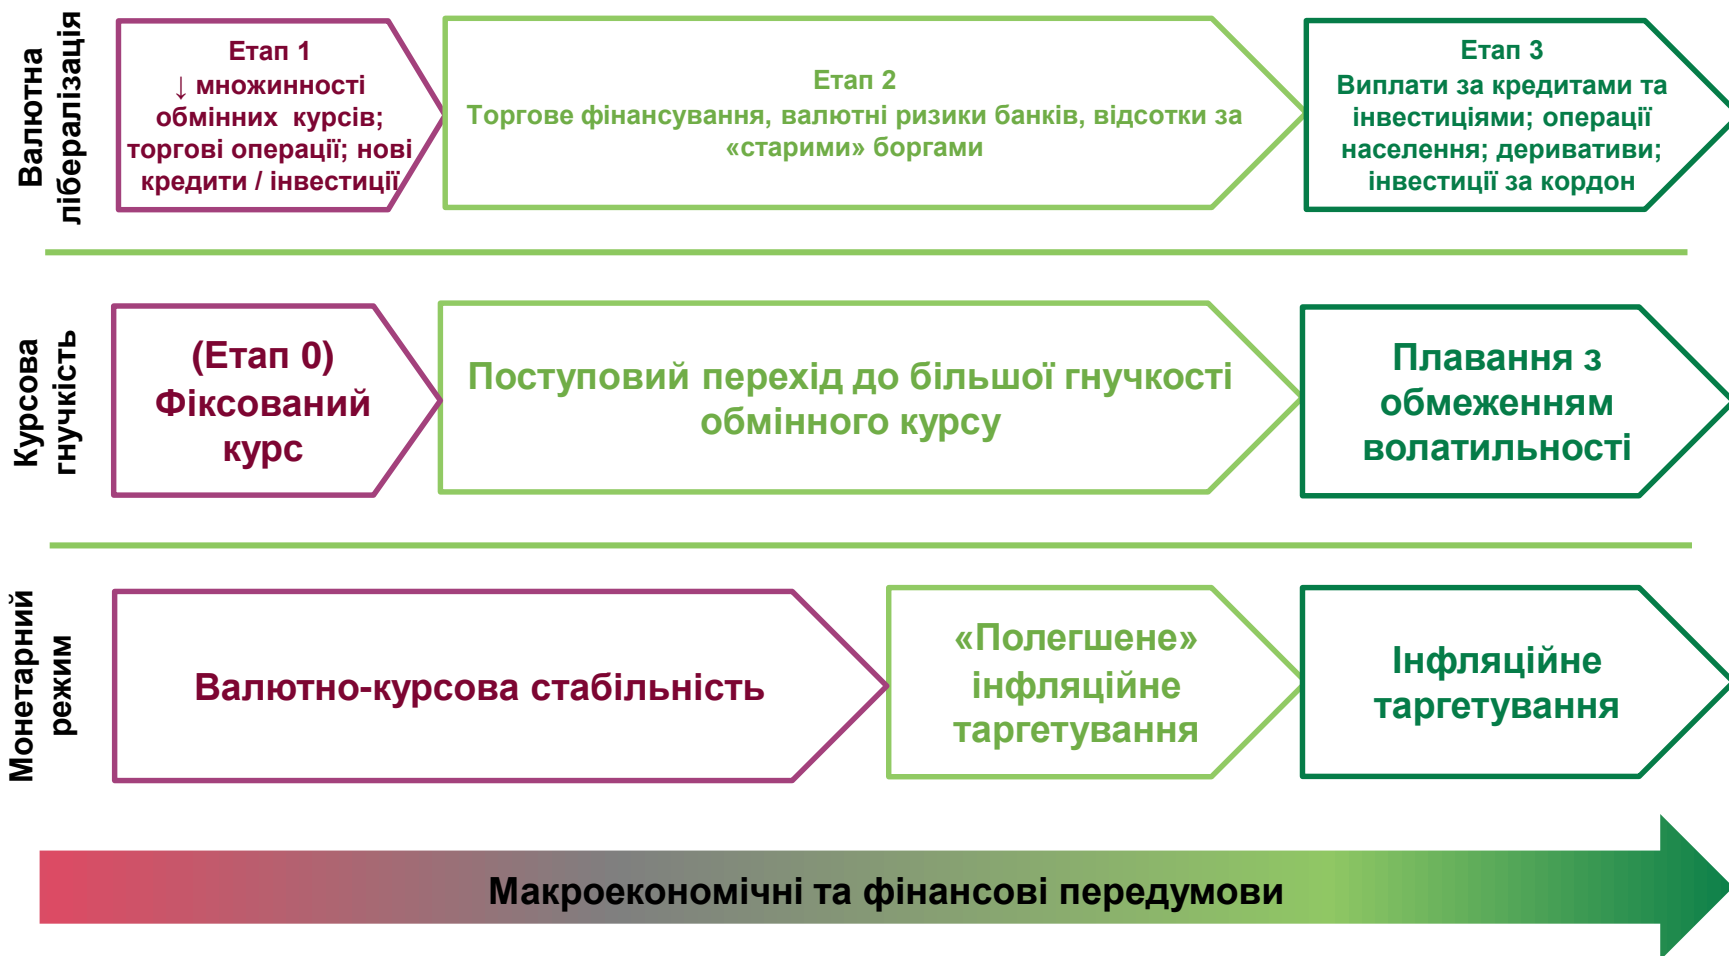 Валютна
лібералізація
Етап 1
↓ множинності
обмінних курсів;
торгові операції; нові
кредити / інвестиції
Етап 2
Торгове фінансування, валютні ризики банків, відсотки за
«старими» боргами
Етап 3
Виплати за кредитами та
інвестиціями; операції
населення; деривативи;
інвестиції за кордон
Курсова
гнучкість
(Етап 0)
Фіксований
курс
Поступовий перехід до більшої гнучкості
обмінного курсу
Плавання з
обмеженням
волатильності
Монетарний
режим
Валютно-курсова стабільність
«Полегшене»
інфляційне
таргетування
Інфляційне
таргетування
Макроекономічні та фінансові передумови